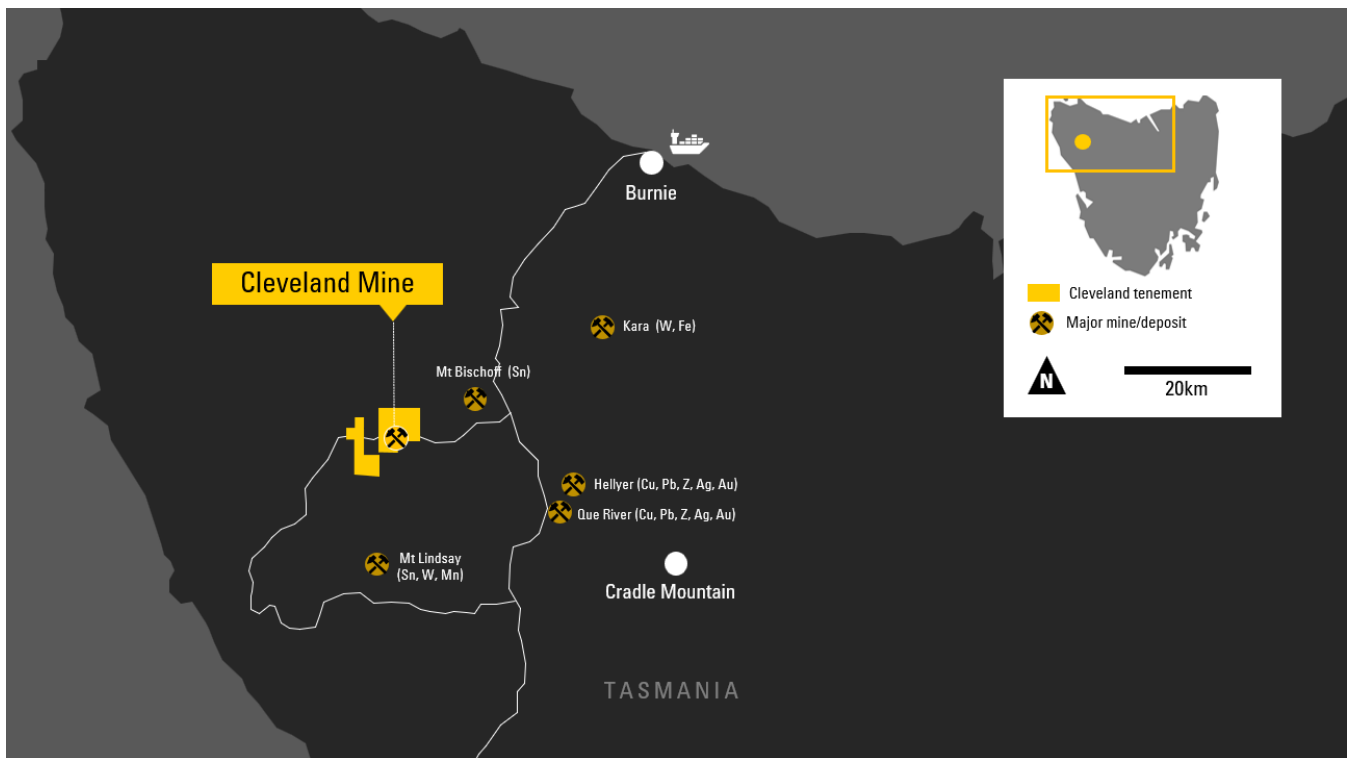 Burnie
Cleveland Mine
Kara (W, Fe)
Mt Bischoff (Sn)
Hellyer (Cu, Pb, Z, Ag, Au)
Que River (Cu, Pb, Z, Ag, Au)
Mt Lindsay
(Sn, W, Mn)
Cradle Mountain
TASMANIA
Cleveland tenement
Major mine/deposit
N
20km